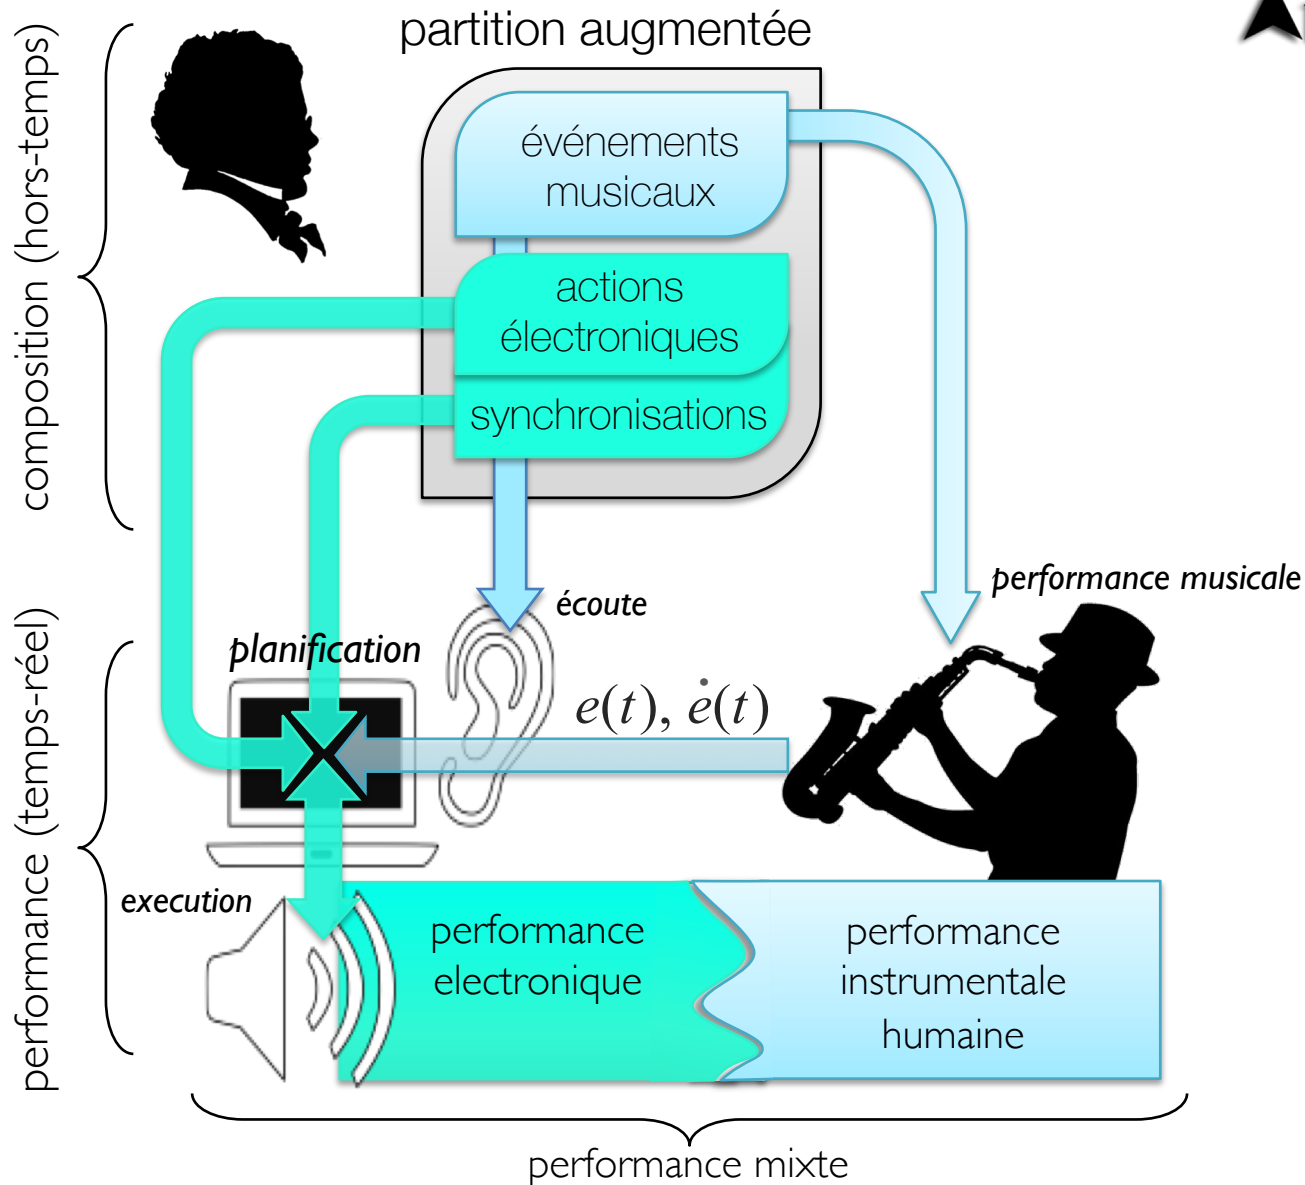 partition augmentée
composition (hors-temps)
événements
musicaux
actions
électroniques
synchronisations
performance musicale
écoute
planification
e(t), ė(t)
performance (temps-réel)
execution
performance
electronique
performance
instrumentale
humaine
performance mixte